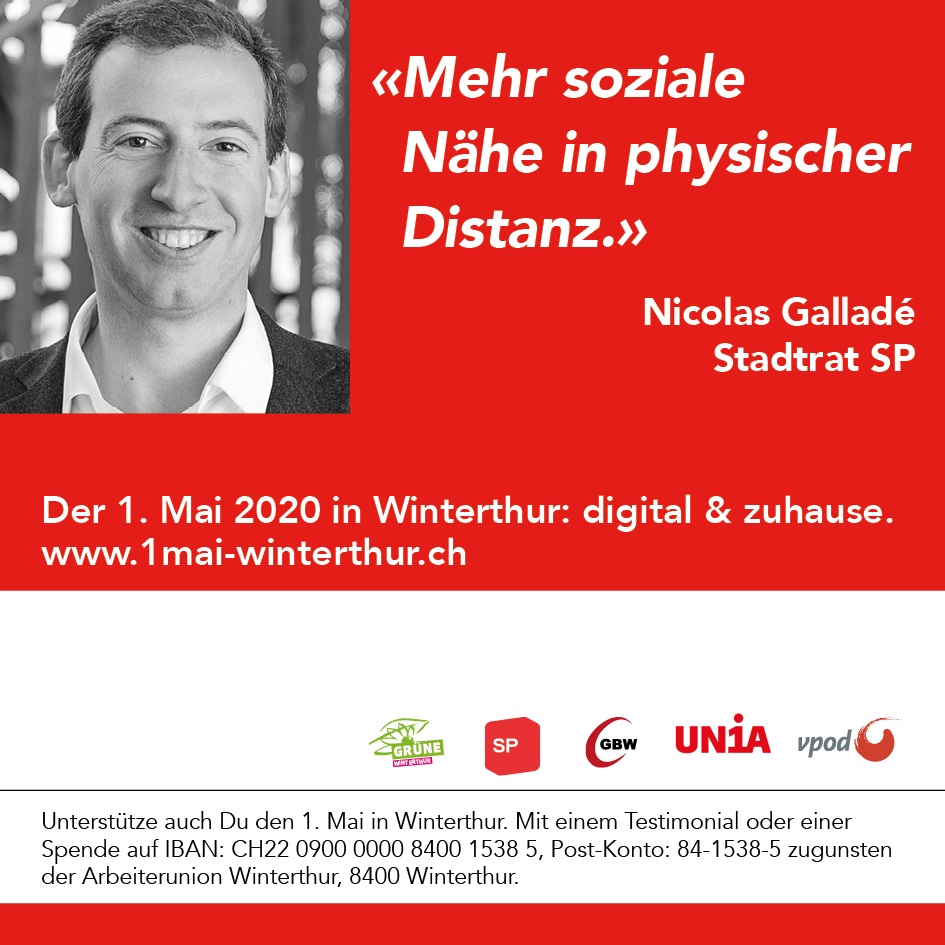 «Mehr soziale
Nähe in physischer
Distanz.»
Nicolas Galladé
Stadtrat SP
Der 1. Mai 2020 in Winterthur: digital & zuhause.
www.1mai-winterthur.ch
GRÜNE
WINTERTHUR
SP
GBW
UNiA
vpod
Unterstütze auch Du den 1. Mai in Winterthur. Mit einem Testimonial oder einer
Spende auf IBAN: CH22 0900 0000 8400 1538 5, Post-Konto: 84-1538-5 zugunsten
der Arbeiterunion Winterthur, 8400 Winterthur.